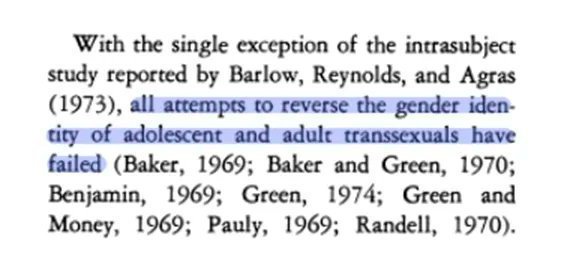 With the single exception of the intrasubject
study reported by Barlow, Reynolds, and Agras
(1973), all attempts to reverse the gender iden-
tity of adolescent and adult transsexuals have
failed (Baker, 1969; Baker and Green, 1970;
Benjamin, 1969; Green, 1974; Green and
Money, 1969; Pauly, 1969; Randell, 1970).